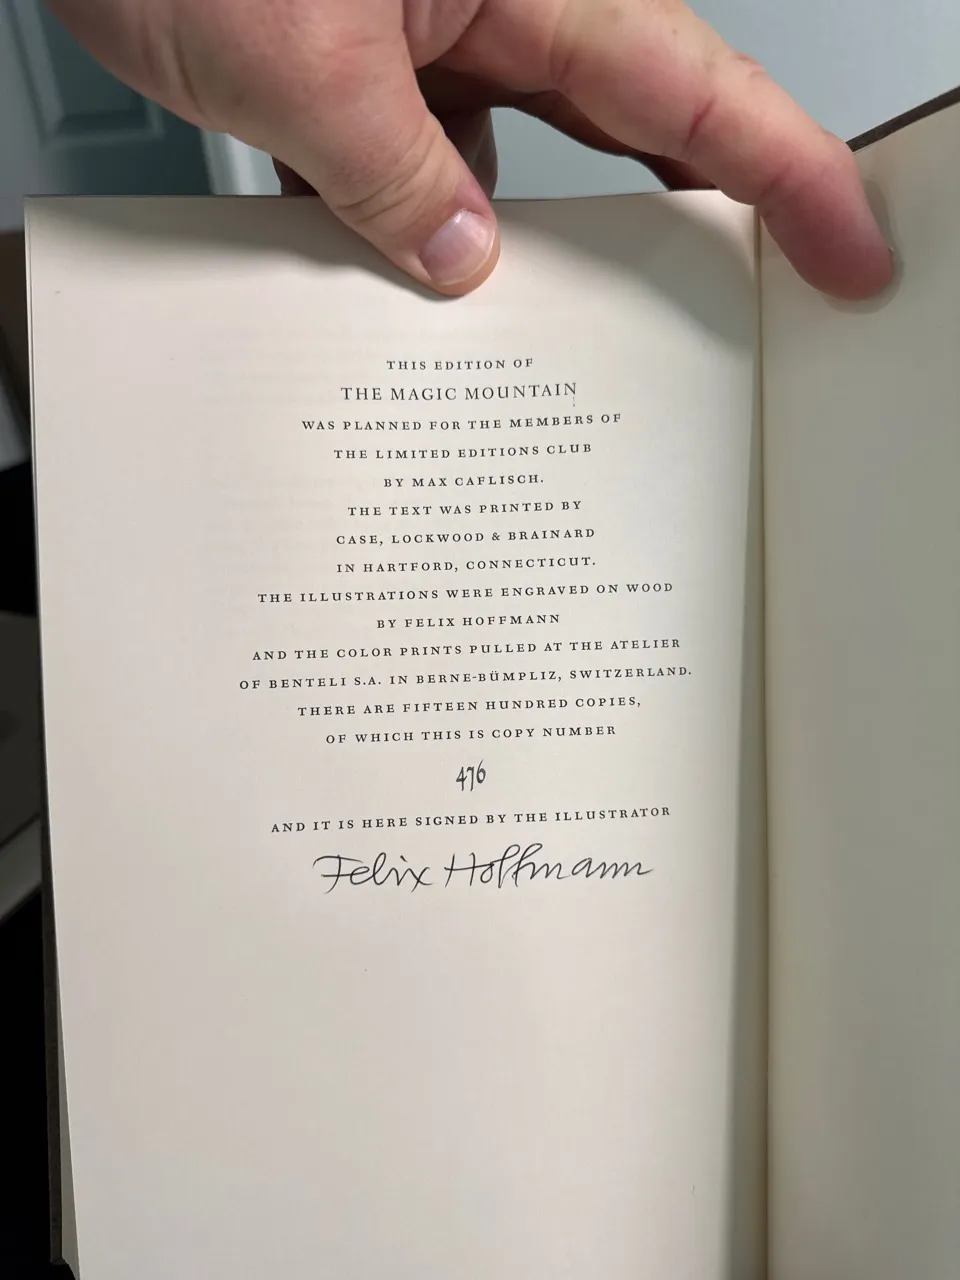 THIS EDITION OF
THE MAGIC MOUNTAIN
WAS PLANNED FOR THE MEMBERS OF
THE LIMITED EDITIONS CLUB
BY MAX CAFLISCH.
THE TEXT WAS PRINTED BY
CASE, LOCKWOOD & BRAINARD
IN HARTFORD, CONNECTICUT.
THE ILLUSTRATIONS WERE ENGRAVED ON WOOD
BY FELIX HOFFMANN
AND THE COLOR PRINTS PULLED AT THE ATELIER
OF BENTELI S.A. IN BERNE-BÜMPLIZ, SWITZERLAND.
THERE ARE FIFTEEN HUNDRED COPIES,
OF WHICH THIS IS COPY NUMBER
476
AND IT IS HERE SIGNED BY THE ILLUSTRATOR
Felix Hoffmann